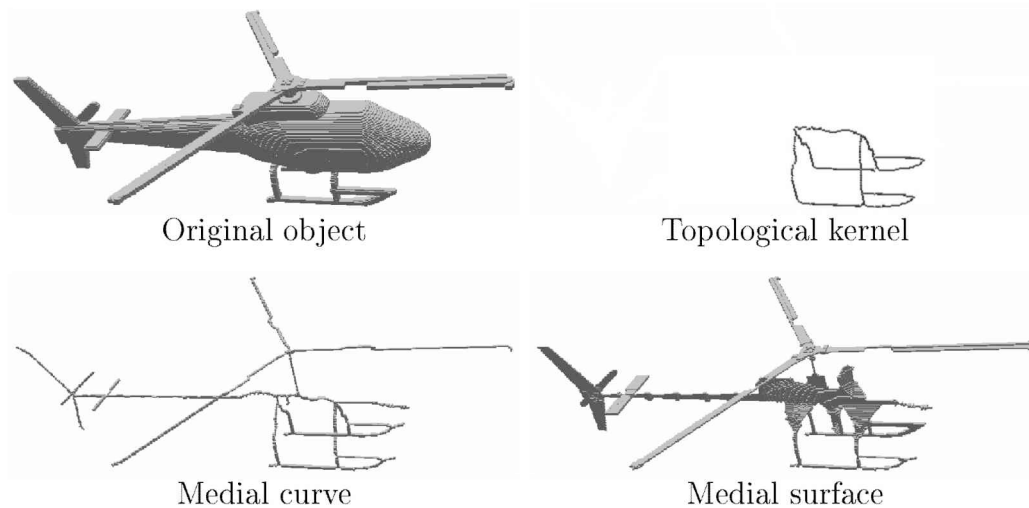 Original object
Topological kernel
Medial curve
Medial surface